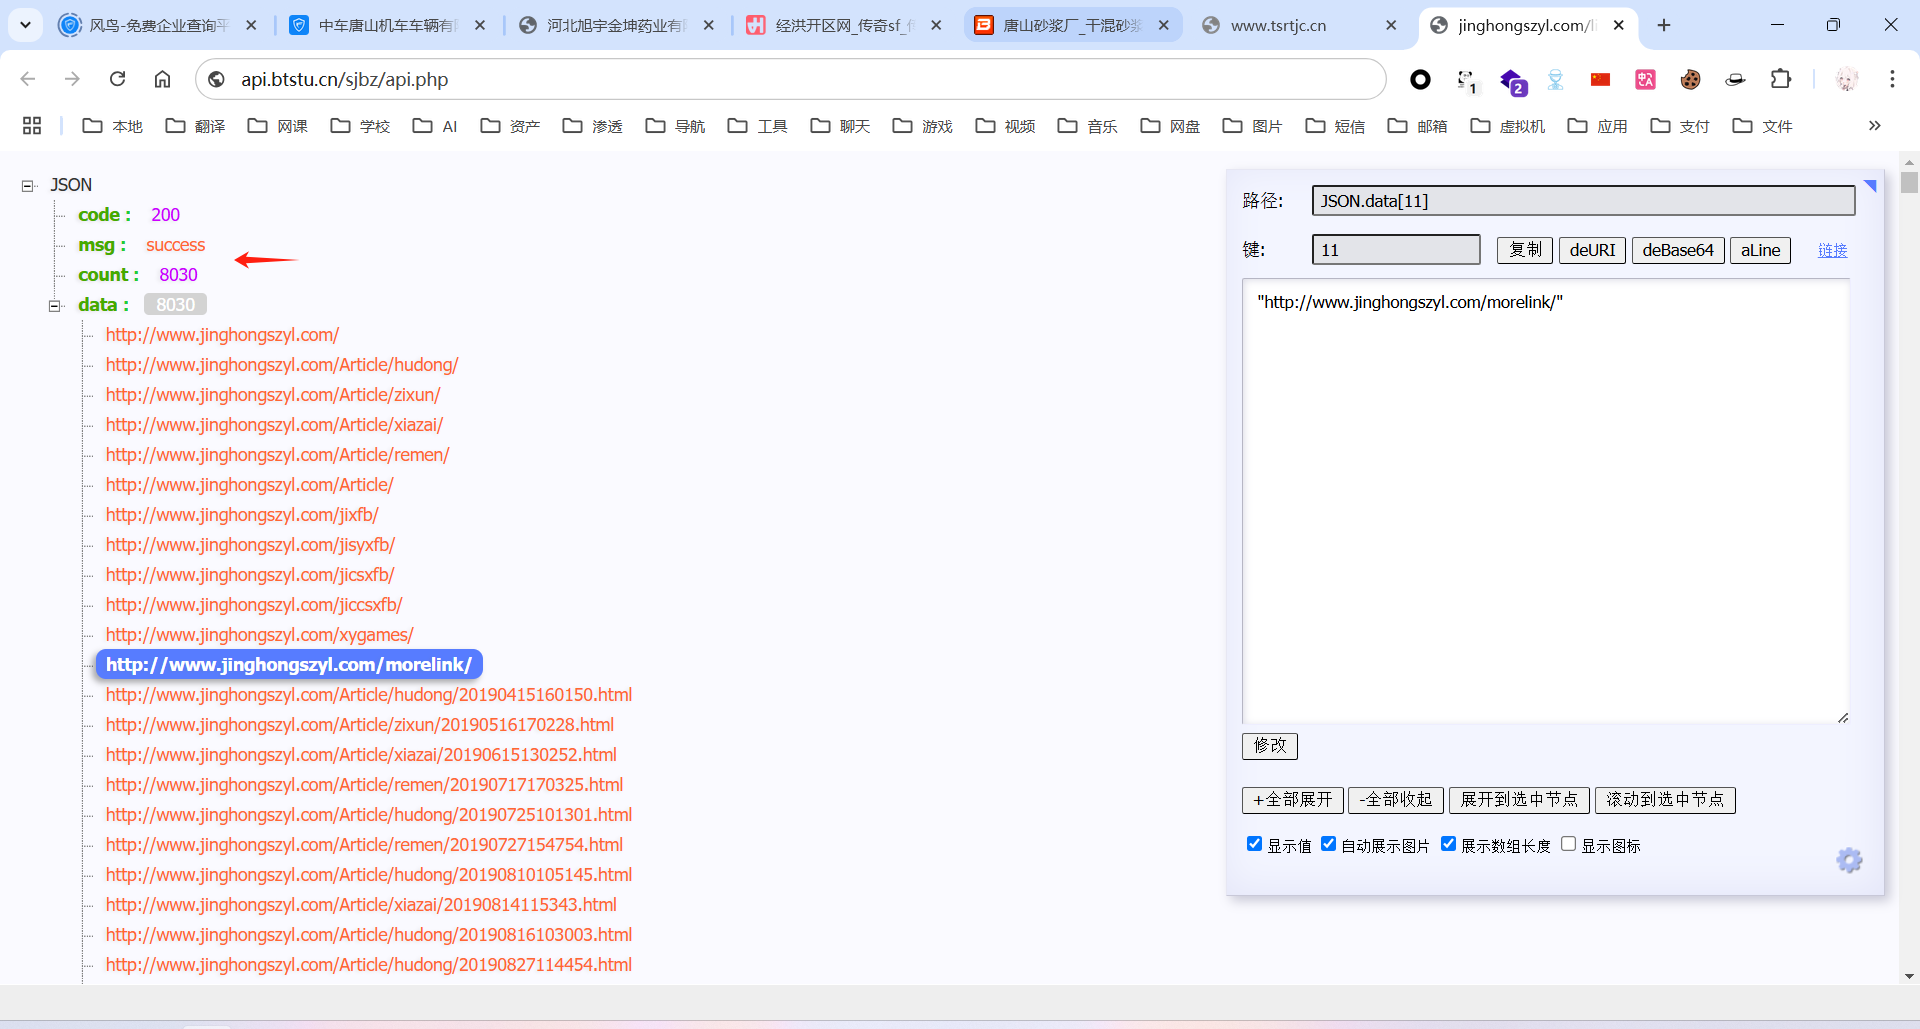 风鸟-免费企业查询平
中车唐山机车车辆有
河北旭宇金坤药业有
经洪开区网_传奇sf_
唐山砂浆厂_干混砂浆
www.tsrtjc.cn
jinghongszyl.com/li
api.btstu.cn/sjbz/api.php
1
2
本地
翻译
网课
学校
AI
资产
渗透
导航
工具
聊天
游戏
视频
音乐
网盘
图片
短信
邮箱
虚拟机
应用
支付
文件
JSON
code : 200
msg : success
count : 8030
data : 8030
http://www.jinghongszyl.com/
http://www.jinghongszyl.com/Article/hudong/
http://www.jinghongszyl.com/Article/zixun/
http://www.jinghongszyl.com/Article/xiazai/
http://www.jinghongszyl.com/Article/remen/
http://www.jinghongszyl.com/Article/
http://www.jinghongszyl.com/jixfb/
http://www.jinghongszyl.com/jisyxfb/
http://www.jinghongszyl.com/jicsxfb/
http://www.jinghongszyl.com/jiccsxfb/
http://www.jinghongszyl.com/xygames/
http://www.jinghongszyl.com/morelink/
http://www.jinghongszyl.com/Article/hudong/20190415160150.html
http://www.jinghongszyl.com/Article/zixun/20190516170228.html
http://www.jinghongszyl.com/Article/xiazai/20190615130252.html
http://www.jinghongszyl.com/Article/remen/20190717170325.html
http://www.jinghongszyl.com/Article/hudong/20190725101301.html
http://www.jinghongszyl.com/Article/remen/20190727154754.html
http://www.jinghongszyl.com/Article/hudong/20190810105145.html
http://www.jinghongszyl.com/Article/xiazai/20190814115343.html
http://www.jinghongszyl.com/Article/hudong/20190816103003.html
http://www.jinghongszyl.com/Article/hudong/20190827114454.html
路径: JSON.data[11]
键: 11 复制 deURI deBase64 aLine 链接
"http://www.jinghongszyl.com/morelink/"
修改
+全部展开 -全部收起 展开到选中节点 滚动到选中节点
显示值 自动展示图片 展示数组长度 显示图标